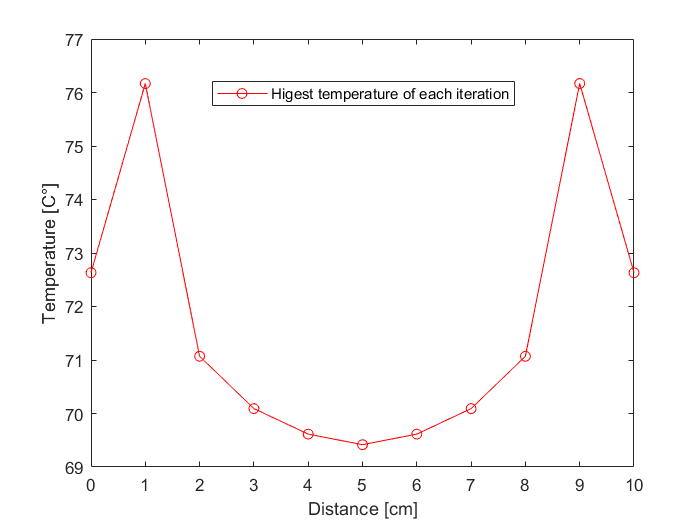 77
76
75
74
73
72
71
70
69
Temperature [C°]
Higest temperature of each iteration
0 1 2 3 4 5 6 7 8 9 10
Distance [cm]